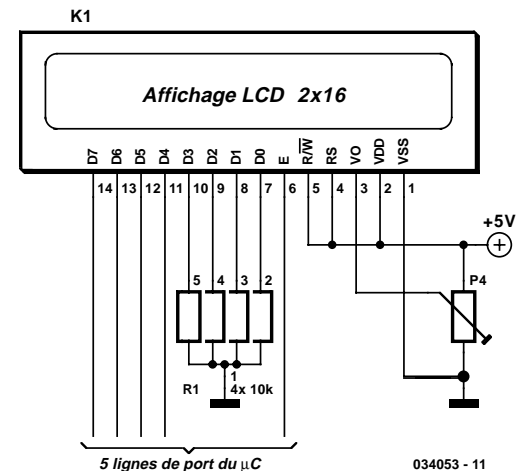 K1
Affichage LCD 2x16
D7 D6 D5 D4 D3 D2 D1 D0 E R/W RS VO VDD VSS
14 13 12 11 10 9 8 7 6 5 4 3 2 1
+5V
5 4 3 2
P4
1
R1 4x 10k
5 lignes de port du µC
034053 - 11